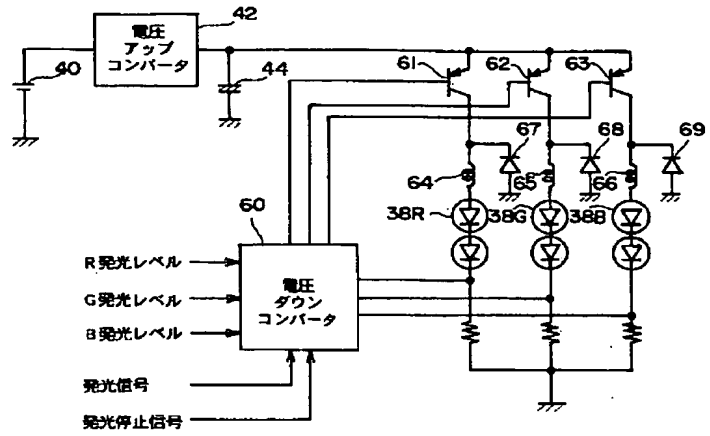 42
電圧
アップ
コンバータ
40
44
61
62
63
67
68
69
64
65
66
38R
38G
38B
60
電圧
ダウン
コンバータ
R発光レベル
G発光レベル
B発光レベル
発光信号
発光停止信号